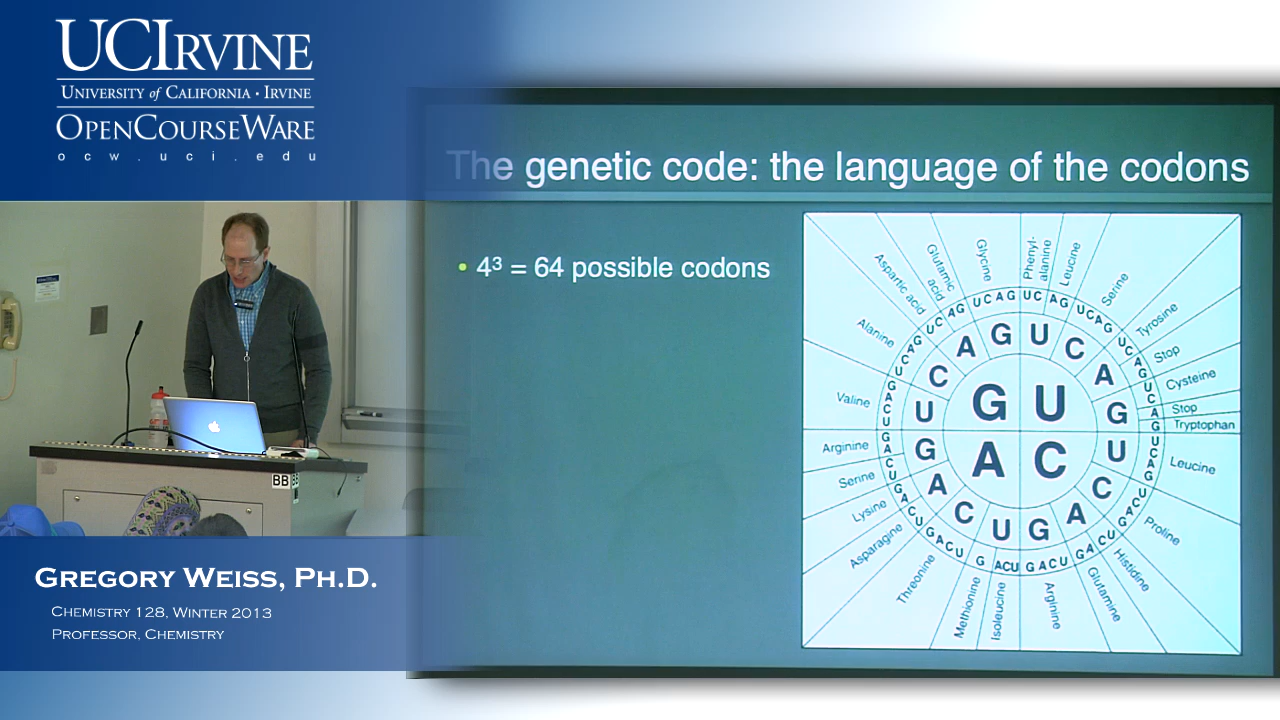 UCIRVINE
UNIVERSITY of CALIFORNIA · IRVINE
OPENCOURSEWARE
ocw.uci.edu
The genetic code: the language of the codons
• 4³ = 64 possible codons
Glycine
Phenyl-
alanine
Leucine
Serine
Tyrosine
Stop
Cysteine
Stop
Tryptophan
Leucine
Proline
Histidine
Glutamine
Arginine
Isoleucine
Methionine
Threonine
Asparagine
Lysine
Serine
Arginine
Valine
Alanine
Aspartic acid
Glutamic
acid
U C A G U C A G U C A G U C A G U C A G U C A G U C A G U C A G U C A G U C A G G A C U G A C U G A C U G A C U G A C U G A C U G A C U G A C U
A G U C
C A
U G
G U
A C
C U G A
G U
A C
BB
GREGORY WEISS, PH.D.
CHEMISTRY 128, WINTER 2013
PROFESSOR, CHEMISTRY